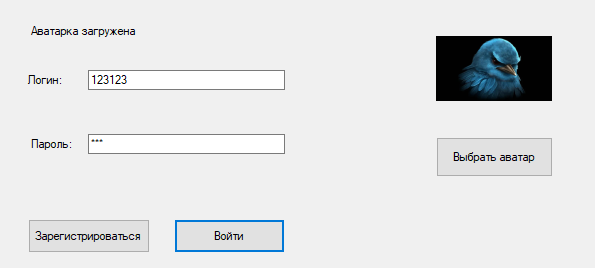 Аватарка загружена
Логин: 123123
Пароль: ***
Выбрать аватар
Зарегистрироваться Войти